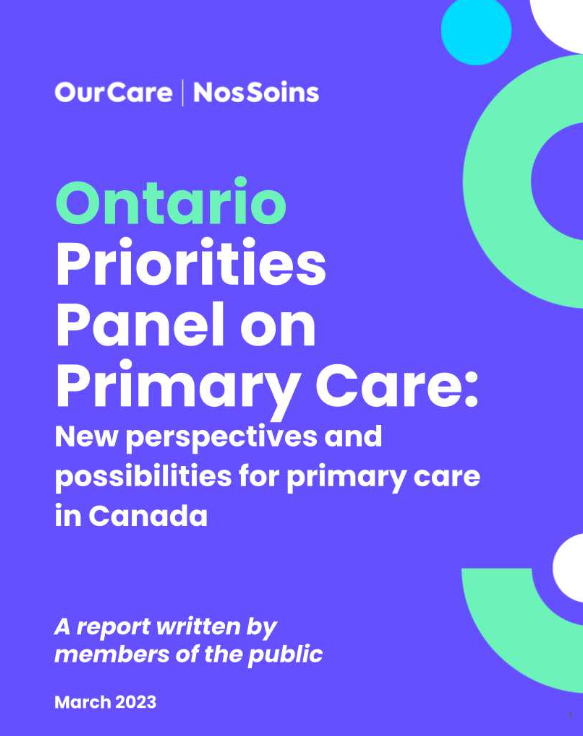 OurCare | NosSoins
Ontario
Priorities
Panel on
Primary Care:
New perspectives and
possibilities for primary care
in Canada
A report written by
members of the public
March 2023